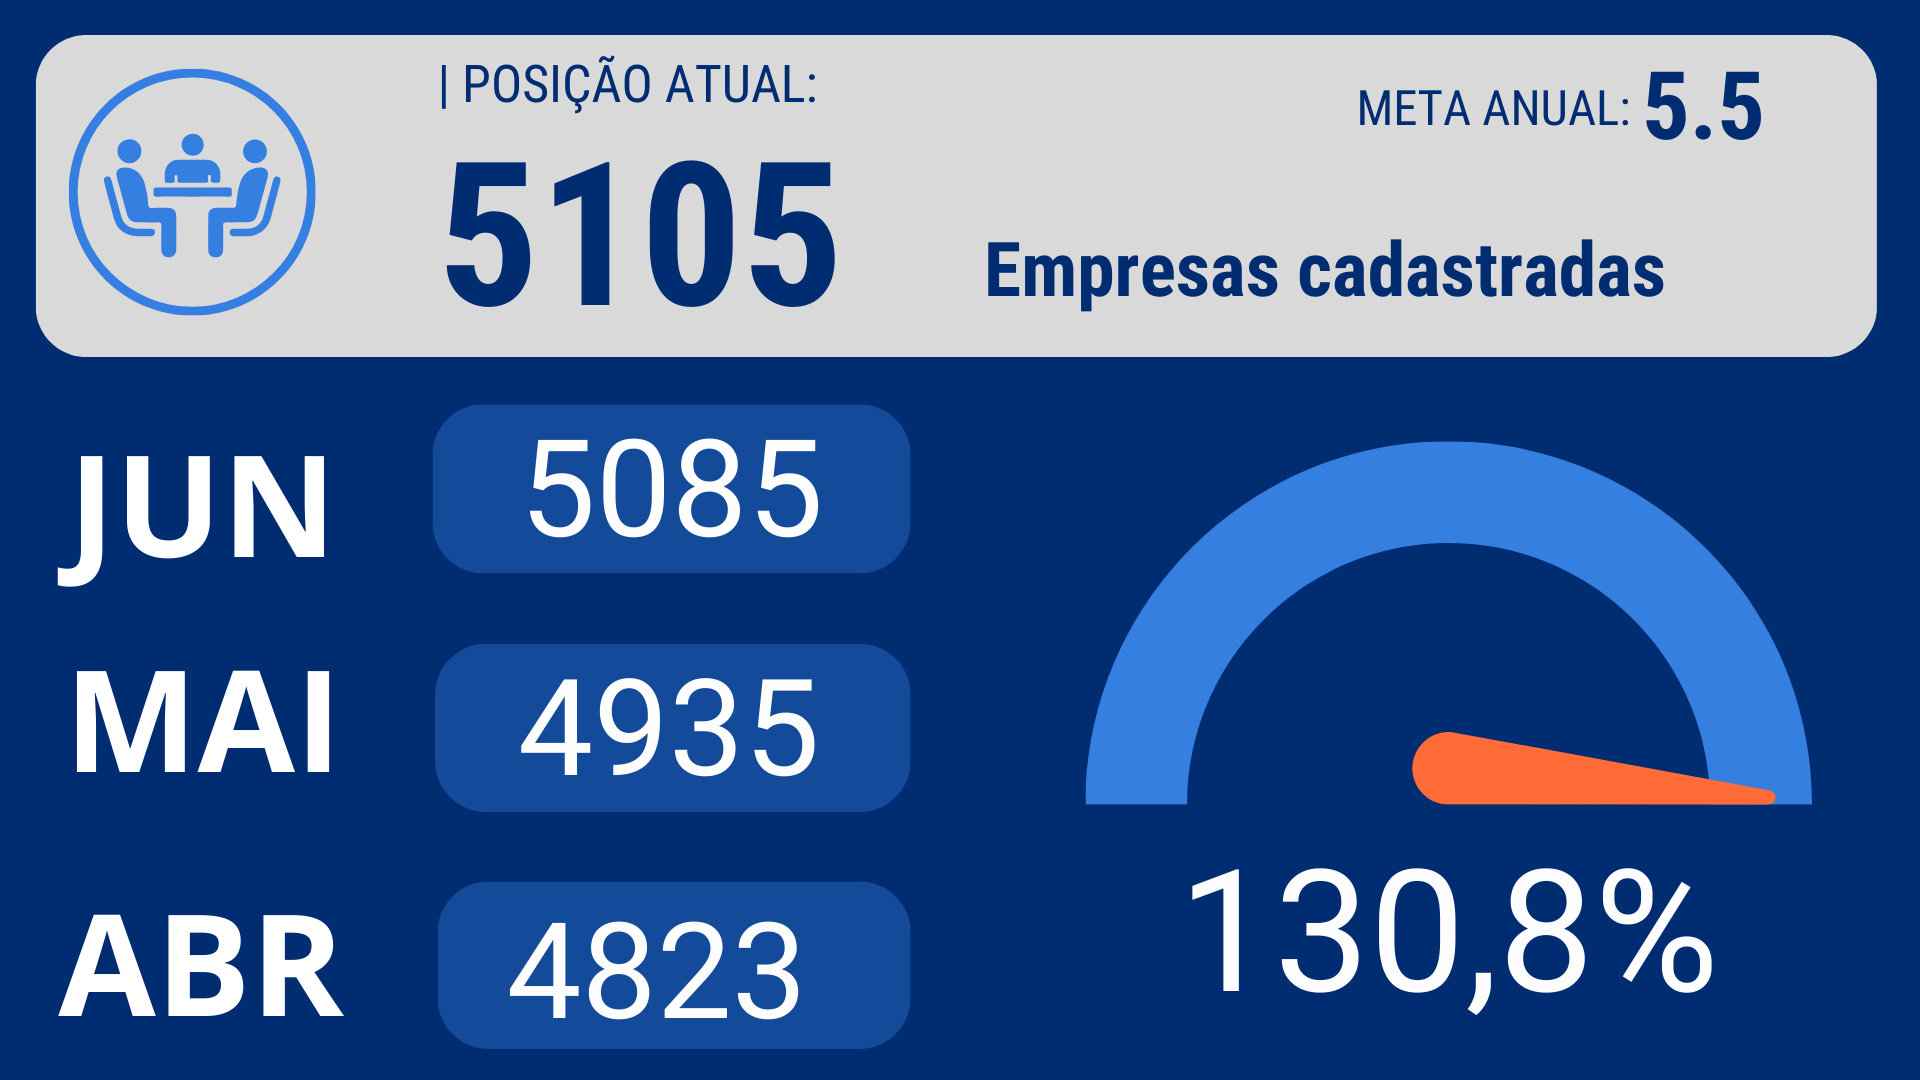 | POSIÇÃO ATUAL:
META ANUAL: 5.5
5105
Empresas cadastradas
JUN 5085
MAI 4935
ABR 4823
130,8%